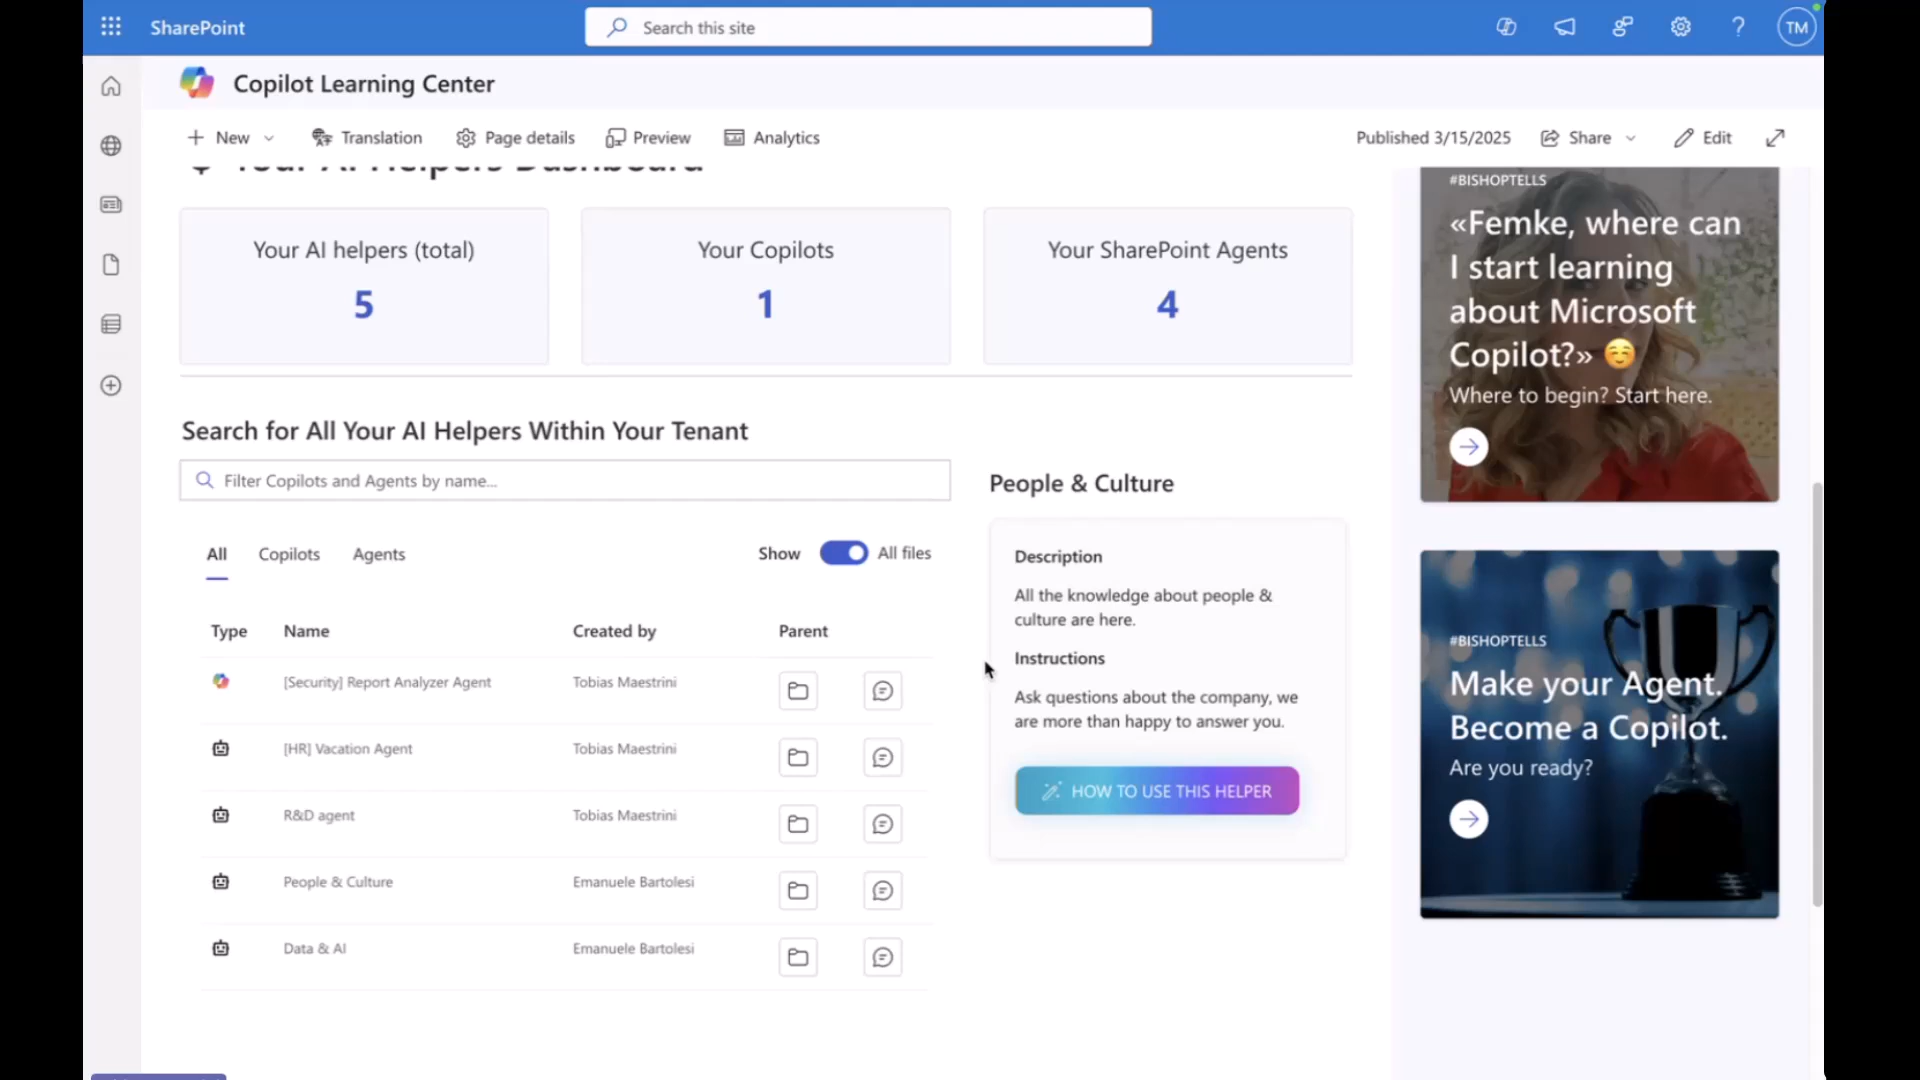 SharePoint
Search this site
TM
Copilot Learning Center
New
Translation
Page details
Preview
Analytics
Published 3/15/2025
Share
Edit
Your AI Helpers Dashboard
Your AI helpers (total)
5
Your Copilots
1
Your SharePoint Agents
4
Search for All Your AI Helpers Within Your Tenant
Filter Copilots and Agents by name...
All
Copilots
Agents
Show
All files
Type
Name
Created by
Parent
[Security] Report Analyzer Agent
Tobias Maestrini
[HR] Vacation Agent
Tobias Maestrini
R&D agent
Tobias Maestrini
People & Culture
Emanuele Bartolesi
Data & AI
Emanuele Bartolesi
People & Culture
Description
All the knowledge about people &
culture are here.
Instructions
Ask questions about the company, we
are more than happy to answer you.
HOW TO USE THIS HELPER
#BISHOPTELLS
«Femke, where can
I start learning
about Microsoft
Copilot?» ☺️
Where to begin? Start here.
#BISHOPTELLS
Make your Agent.
Become a Copilot.
Are you ready?